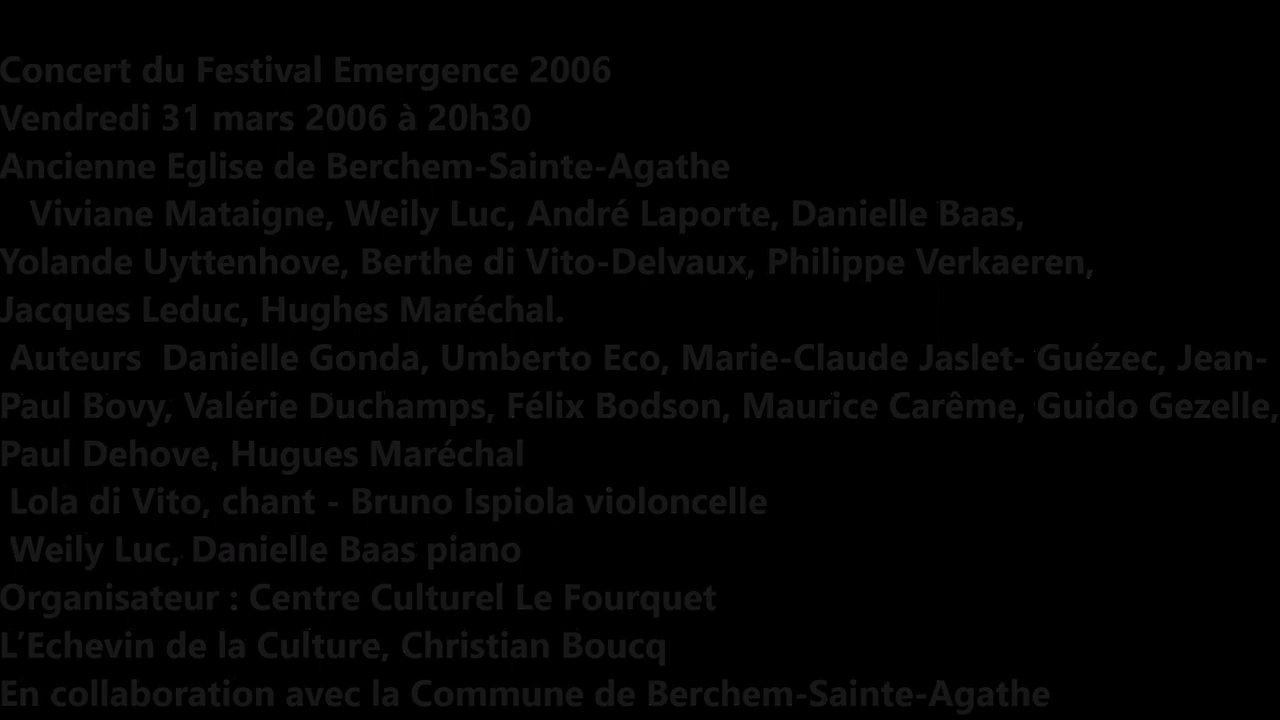 Concert du Festival Emergence 2006
Vendredi 31 mars 2006 à 20h30
Ancienne Eglise de Berchem-Sainte-Agathe
Viviane Mataigne, Weily Luc, André Laporte, Danielle Baas,
Yolande Uyttenhove, Berthe di Vito-Delvaux, Philippe Verkaeren,
Jacques Leduc, Hughes Maréchal.
Auteurs Danielle Gonda, Umberto Eco, Marie-Claude Jaslet- Guézec, Jean-
Paul Bovy, Valérie Duchamps, Félix Bodson, Maurice Carême, Guido Gezelle,
Paul Dehove, Hugues Maréchal
Lola di Vito, chant - Bruno Ispiola violoncelle
Weily Luc, Danielle Baas piano
Organisateur : Centre Culturel Le Fourquet
L’Echevin de la Culture, Christian Boucq
En collaboration avec la Commune de Berchem-Sainte-Agathe